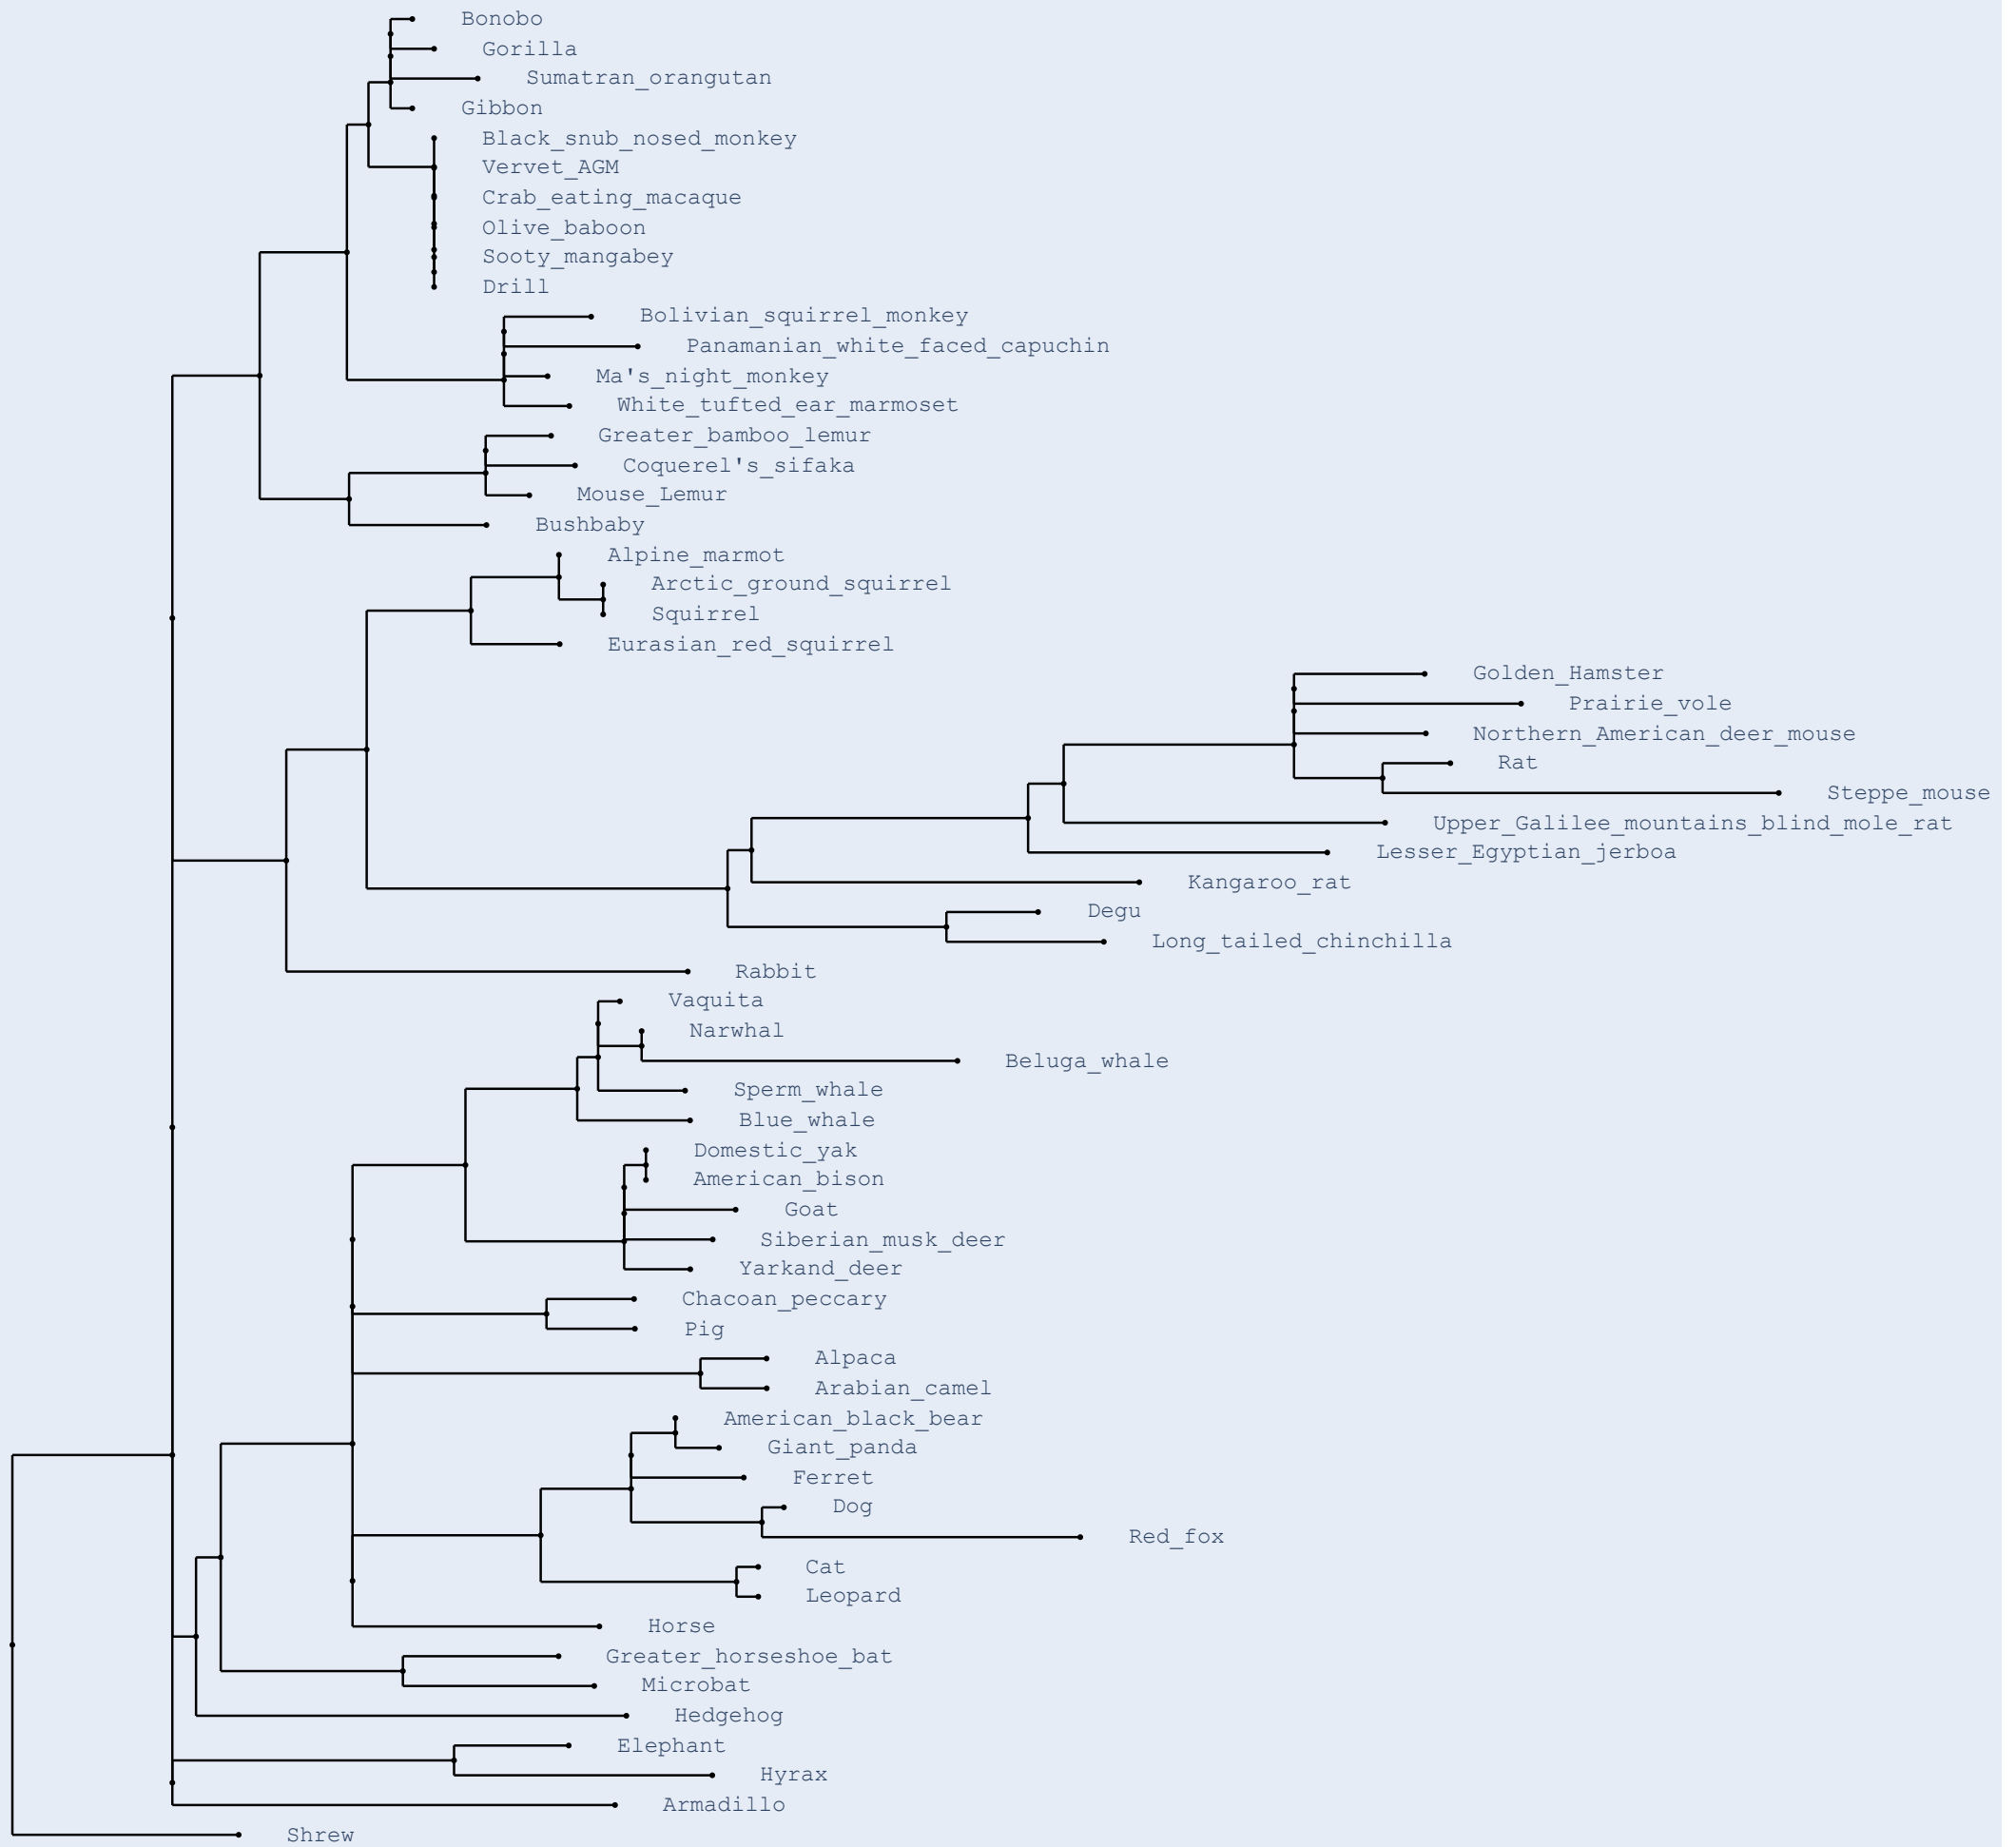 Bonobo
Gorilla
Sumatran_orangutan
Gibbon
Black_snub_nosed_monkey
Vervet_AGM
Crab_eating_macaque
Olive_baboon
Sooty_mangabey
Drill
Bolivian_squirrel_monkey
Panamanian_white_faced_capuchin
Ma's_night_monkey
White_tufted_ear_marmoset
Greater_bamboo_lemur
Coquerel's_sifaka
Mouse_Lemur
Bushbaby
Alpine_marmot
Arctic_ground_squirrel
Squirrel
Eurasian_red_squirrel
Golden_Hamster
Prairie_vole
Northern_American_deer_mouse
Rat
Steppe_mouse
Upper_Galilee_mountains_blind_mole_rat
Lesser_Egyptian_jerboa
Kangaroo_rat
Degu
Long_tailed_chinchilla
Rabbit
Vaquita
Narwhal
Beluga_whale
Sperm_whale
Blue_whale
Domestic_yak
American_bison
Goat
Siberian_musk_deer
Yarkand_deer
Chacoan_peccary
Pig
Alpaca
Arabian_camel
American_black_bear
Giant_panda
Ferret
Dog
Red_fox
Cat
Leopard
Horse
Greater_horseshoe_bat
Microbat
Hedgehog
Elephant
Hyrax
Armadillo
Shrew